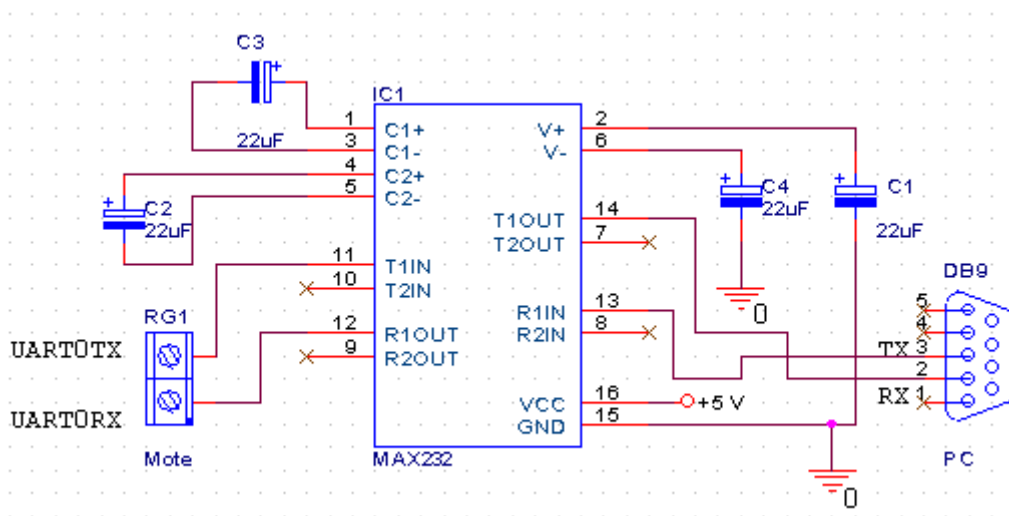 C3
22uF
IC1
1 C1+ V+ 2
3 C1- V- 6
4 C2+
5 C2-
C2
22uF
C4
22uF
C1
22uF
T1OUT 14
T2OUT 7
11 T1IN
10 T2IN
R1IN 13
R2IN 8
12 R1OUT
9 R2OUT
0
DB9
5
4
TX 3
2
RX 1
RG1
UART0TX
UART0RX
VCC 16 +5 V
GND 15
Mote
MAX232
PC
0